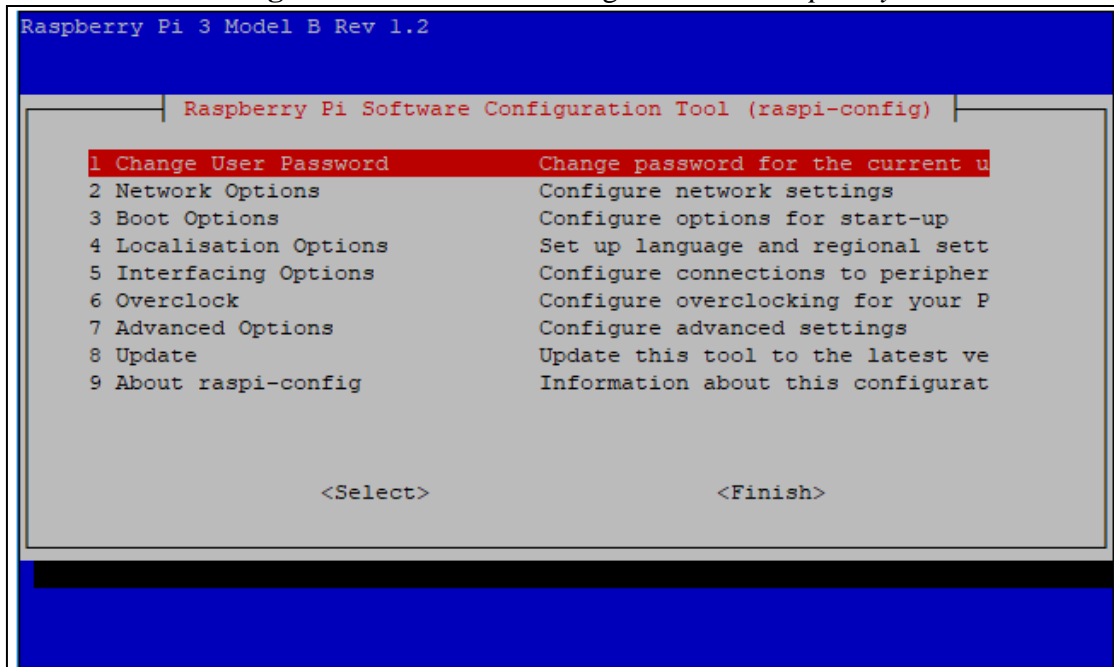 Raspberry Pi 3 Model B Rev 1.2
Raspberry Pi Software Configuration Tool (raspi-config)
1 Change User Password Change password for the current u
2 Network Options Configure network settings
3 Boot Options Configure options for start-up
4 Localisation Options Set up language and regional sett
5 Interfacing Options Configure connections to peripher
6 Overclock Configure overclocking for your P
7 Advanced Options Configure advanced settings
8 Update Update this tool to the latest ve
9 About raspi-config Information about this configurat
<Select> <Finish>